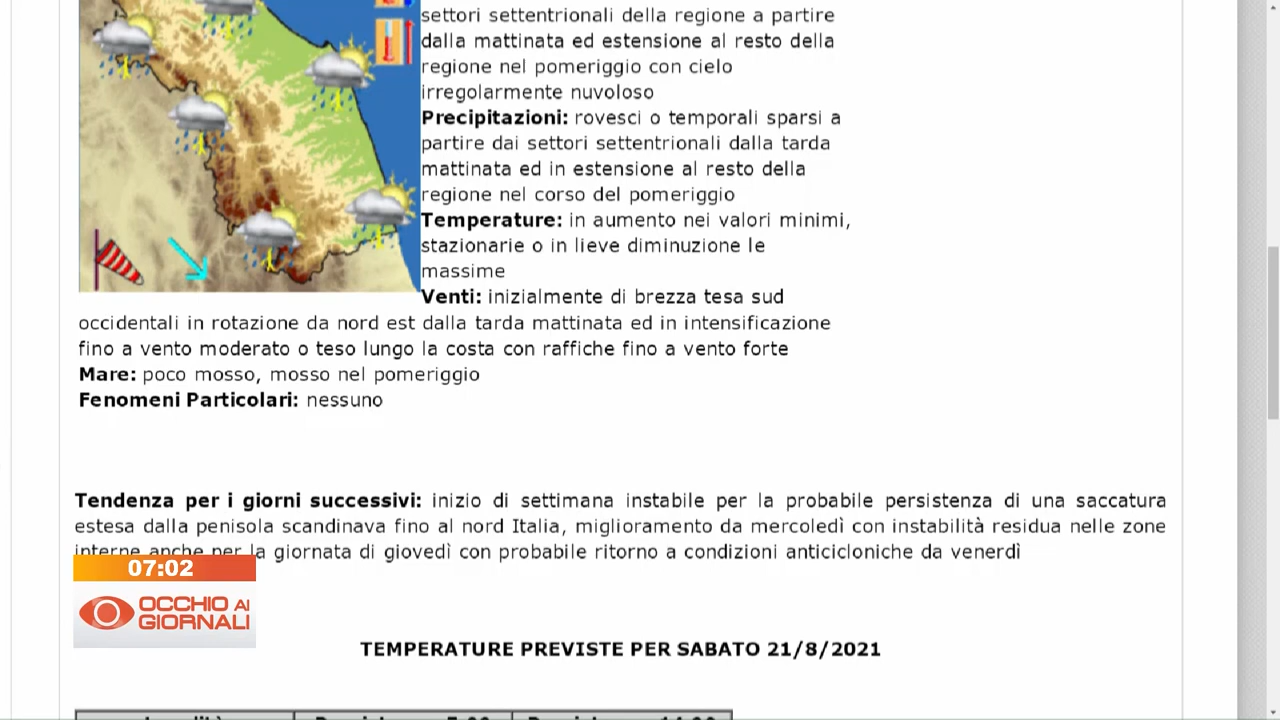 settori settentrionali della regione a partire
dalla mattinata ed estensione al resto della
regione nel pomeriggio con cielo
irregolarmente nuvoloso
Precipitazioni: rovesci o temporali sparsi a
partire dai settori settentrionali dalla tarda
mattinata ed in estensione al resto della
regione nel corso del pomeriggio
Temperature: in aumento nei valori minimi,
stazionarie o in lieve diminuzione le
massime
Venti: inizialmente di brezza tesa sud
occidentali in rotazione da nord est dalla tarda mattinata ed in intensificazione
fino a vento moderato o teso lungo la costa con raffiche fino a vento forte
Mare: poco mosso, mosso nel pomeriggio
Fenomeni Particolari: nessuno
Tendenza per i giorni successivi: inizio di settimana instabile per la probabile persistenza di una saccatura
estesa dalla penisola scandinava fino al nord Italia, miglioramento da mercoledì con instabilità residua nelle zone
interne anche per la giornata di giovedì con probabile ritorno a condizioni anticicloniche da venerdì
07:02
OCCHIO AI
GIORNALI
TEMPERATURE PREVISTE PER SABATO 21/8/2021